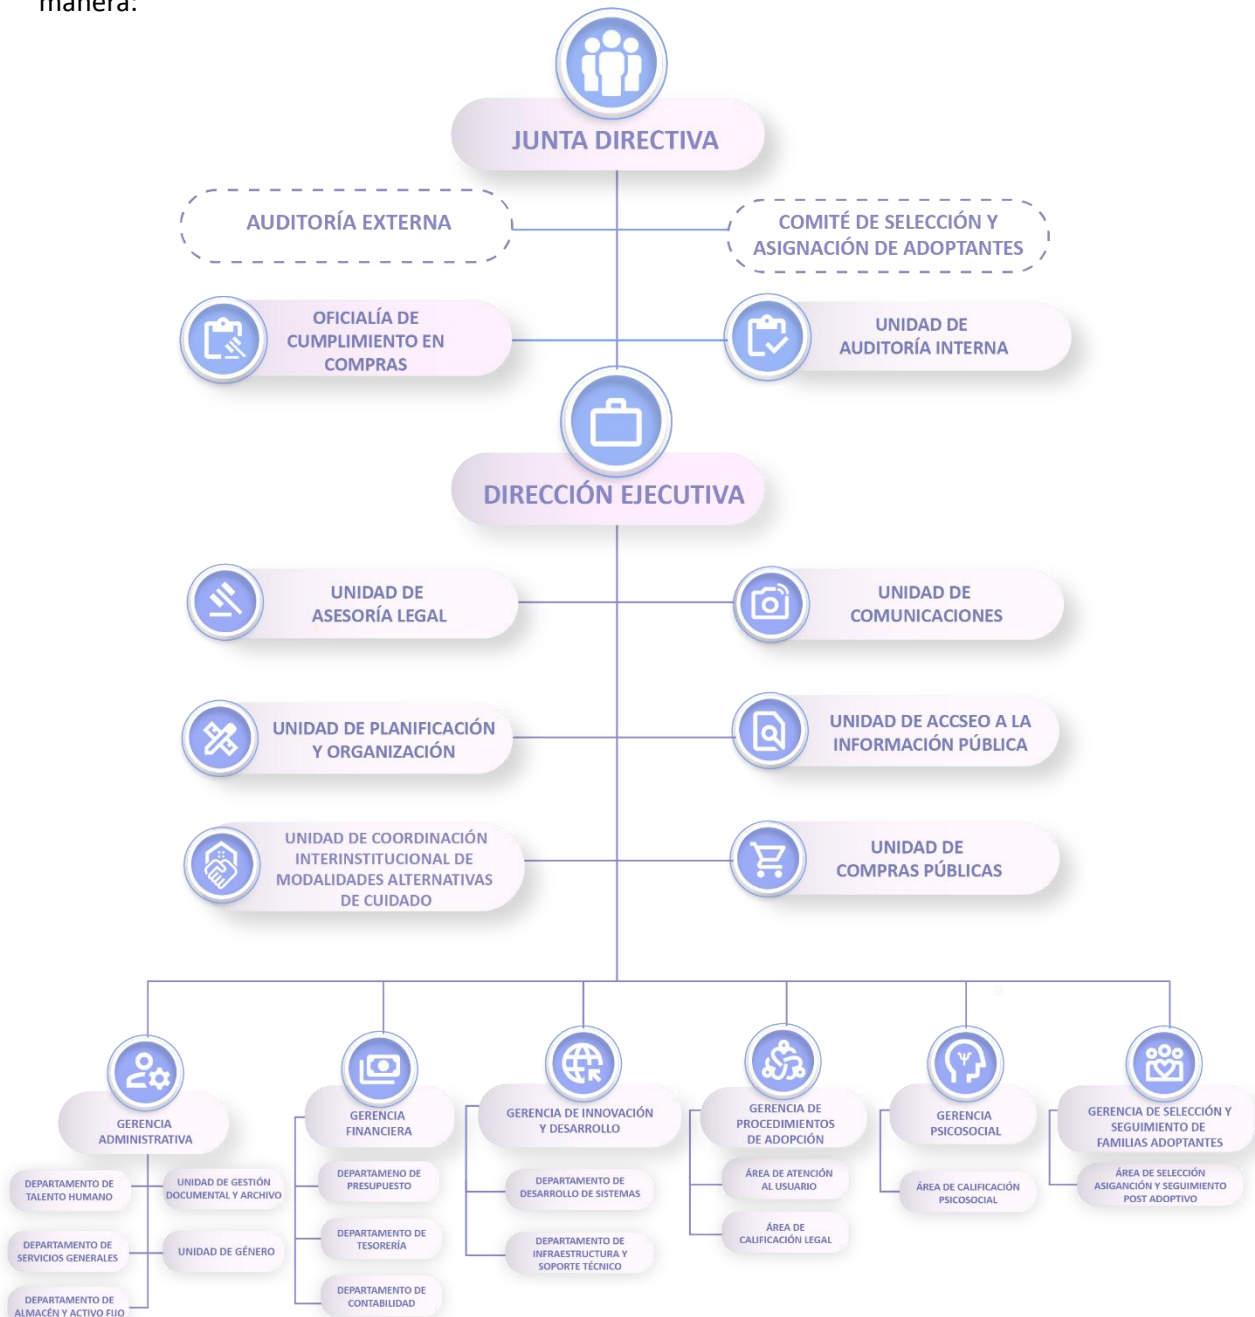 manera:
JUNTA DIRECTIVA
AUDITORÍA EXTERNA
COMITÉ DE SELECCIÓN Y
ASIGNACIÓN DE ADOPTANTES
OFICIALÍA DE
CUMPLIMIENTO EN
COMPRAS
UNIDAD DE
AUDITORÍA INTERNA
DIRECCIÓN EJECUTIVA
UNIDAD DE
ASESORÍA LEGAL
UNIDAD DE
COMUNICACIONES
UNIDAD DE PLANIFICACIÓN
Y ORGANIZACIÓN
UNIDAD DE ACCSEO A LA
INFORMACIÓN PÚBLICA
UNIDAD DE COORDINACIÓN
INTERINSTITUCIONAL DE
MODALIDADES ALTERNATIVAS
DE CUIDADO
UNIDAD DE
COMPRAS PÚBLICAS
GERENCIA
ADMINISTRATIVA
DEPARTAMENTO DE
TALENTO HUMANO
UNIDAD DE GESTIÓN
DOCUMENTAL Y ARCHIVO
DEPARTAMENTO DE
SERVICIOS GENERALES
UNIDAD DE GÉNERO
DEPARTAMENTO DE
ALMACÉN Y ACTIVO FIJO
GERENCIA
FINANCIERA
DEPARTAMENO DE
PRESUPUESTO
DEPARTAMENTO DE
TESORERÍA
DEPARTAMENTO DE
CONTABILIDAD
GERENCIA DE INNOVACIÓN
Y DESARROLLO
DEPARTAMENTO DE
DESARROLLO DE SISTEMAS
DEPARTAMENTO DE
INFRAESTRUCTURA Y
SOPORTE TÉCNICO
GERENCIA DE
PROCEDIMIENTOS
DE ADOPCIÓN
ÁREA DE ATENCIÓN
AL USUARIO
ÁREA DE
CALIFICACIÓN LEGAL
GERENCIA
PSICOSOCIAL
ÁREA DE CALIFICACIÓN
PSICOSOCIAL
GERENCIA DE SELECCIÓN Y
SEGUIMIENTO DE
FAMILIAS ADOPTANTES
ÁREA DE SELECCIÓN
ASIGANCIÓN Y SEGUIMIENTO
POST ADOPTIVO